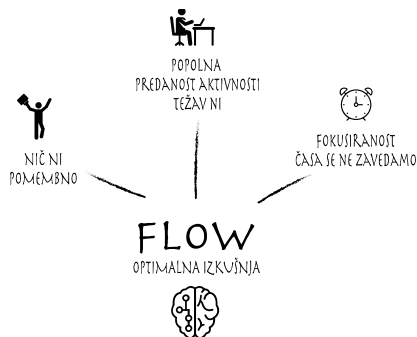 POPOLNA
PREDANOST AKTIVNOSTI
TEŽAV NI
NIČ NI
POMEMBNO
FOKUSIRANOST
ČASA SE NE ZAVEDAMO
FLOW
OPTIMALNA IZKUŠNJA